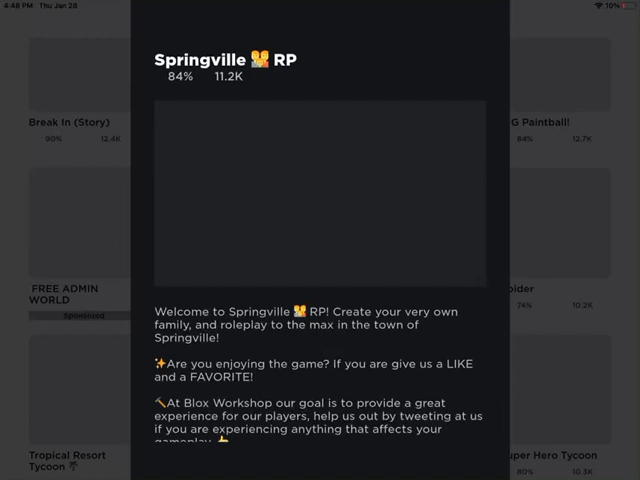 4:48 PM Thu Jan 28
10%
Springville 👨‍👩‍👧 RP
84% 11.2K
Break In (Story)
90% 12.4K
G Paintball!
84% 12.7K
FREE ADMIN
WORLD
Sponsored
pider
74% 10.2K
Welcome to Springville 👨‍👩‍👧 RP! Create your very own
family, and roleplay to the max in the town of
Springville!
✨Are you enjoying the game? If you are give us a LIKE
and a FAVORITE!
🔨At Blox Workshop our goal is to provide a great
experience for our players, help us out by tweeting at us
if you are experiencing anything that affects your
gameplay 👍
Tropical Resort
Tycoon 🌴
uper Hero Tycoon
80% 10.3K